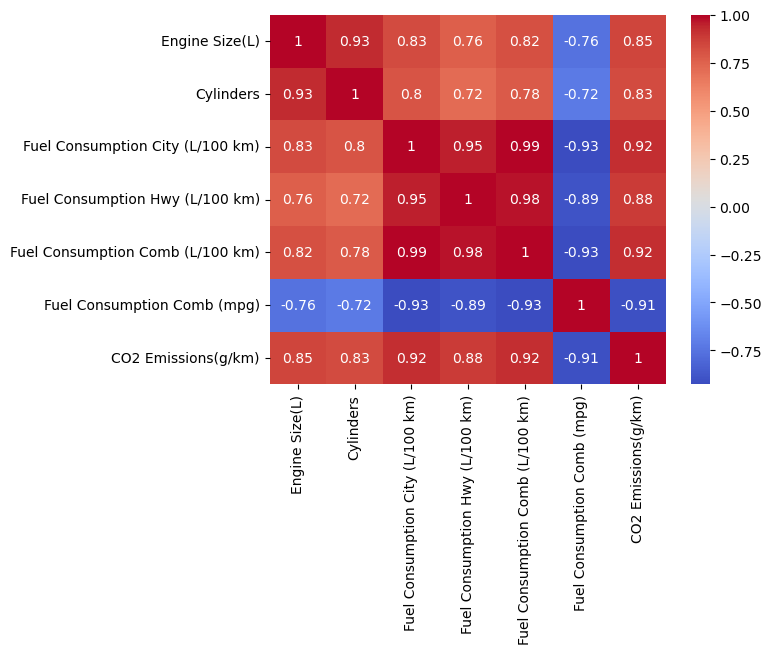 Engine Size(L) 1 0.93 0.83 0.76 0.82 -0.76 0.85
Cylinders 0.93 1 0.8 0.72 0.78 -0.72 0.83
Fuel Consumption City (L/100 km) 0.83 0.8 1 0.95 0.99 -0.93 0.92
Fuel Consumption Hwy (L/100 km) 0.76 0.72 0.95 1 0.98 -0.89 0.88
Fuel Consumption Comb (L/100 km) 0.82 0.78 0.99 0.98 1 -0.93 0.92
Fuel Consumption Comb (mpg) -0.76 -0.72 -0.93 -0.89 -0.93 1 -0.91
CO2 Emissions(g/km) 0.85 0.83 0.92 0.88 0.92 -0.91 1
Engine Size(L)
Cylinders
Fuel Consumption City (L/100 km)
Fuel Consumption Hwy (L/100 km)
Fuel Consumption Comb (L/100 km)
Fuel Consumption Comb (mpg)
CO2 Emissions(g/km)
1.00
0.75
0.50
0.25
0.00
−0.25
−0.50
−0.75